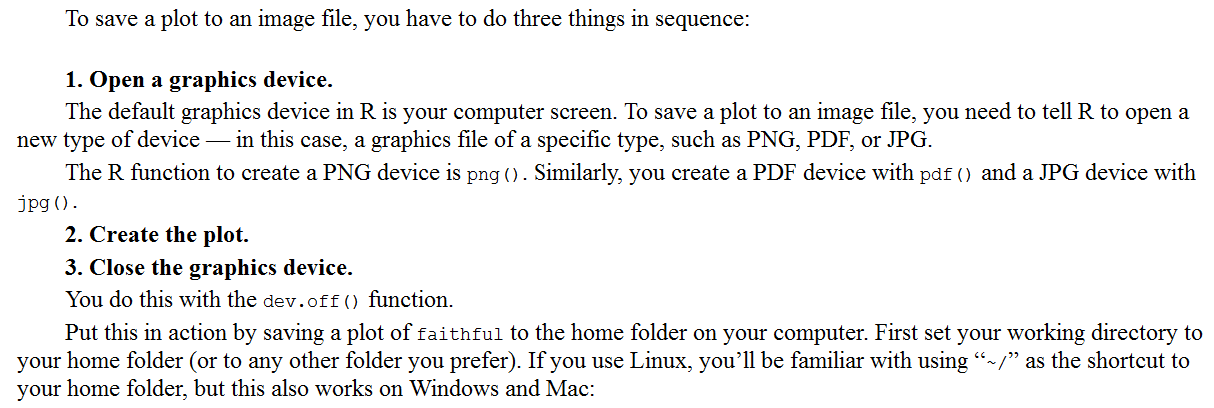 To save a plot to an image file, you have to do three things in sequence:
1. Open a graphics device.
The default graphics device in R is your computer screen. To save a plot to an image file, you need to tell R to open a
new type of device — in this case, a graphics file of a specific type, such as PNG, PDF, or JPG.
The R function to create a PNG device is png(). Similarly, you create a PDF device with pdf() and a JPG device with
jpg().
2. Create the plot.
3. Close the graphics device.
You do this with the dev.off() function.
Put this in action by saving a plot of faithful to the home folder on your computer. First set your working directory to
your home folder (or to any other folder you prefer). If you use Linux, you’ll be familiar with using “~/” as the shortcut to
your home folder, but this also works on Windows and Mac: